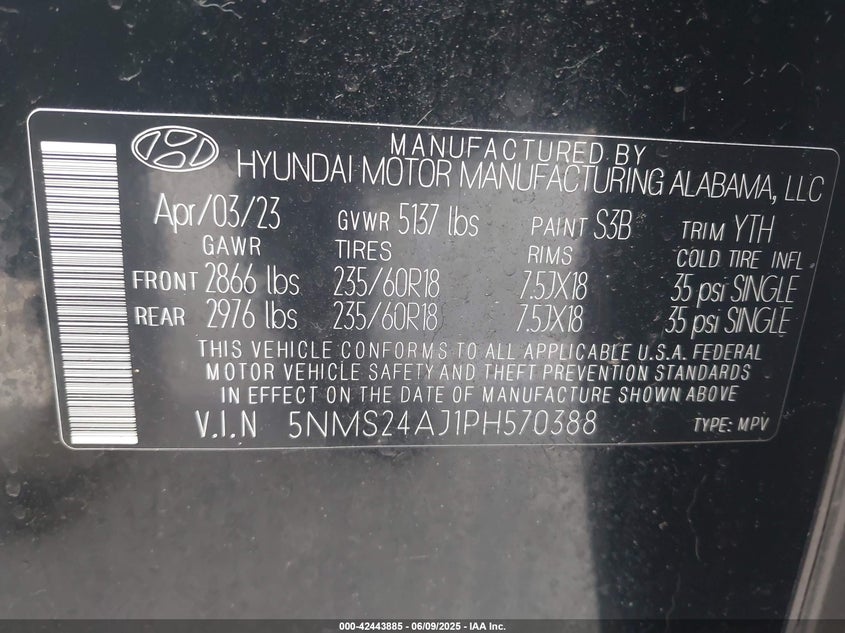 MANUFACTURED BY
HYUNDAI MOTOR MANUFACTURING ALABAMA, LLC
Apr/03/23 GVWR 5137 lbs PAINT S3B TRIM YTH
GAWR TIRES RIMS COLD TIRE INFL
FRONT 2866 lbs 235/60R18 7.5JX18 35 psi SINGLE
REAR 2976 lbs 235/60R18 7.5JX18 35 psi SINGLE
THIS VEHICLE CONFORMS TO ALL APPLICABLE U.S.A. FEDERAL
MOTOR VEHICLE SAFETY AND THEFT PREVENTION STANDARDS
IN EFFECT ON THE DATE OF MANUFACTURE SHOWN ABOVE
V.I.N 5NMS24AJ1PH570388 TYPE: MPV
000-42443885 - 06/09/2025 - IAA Inc.